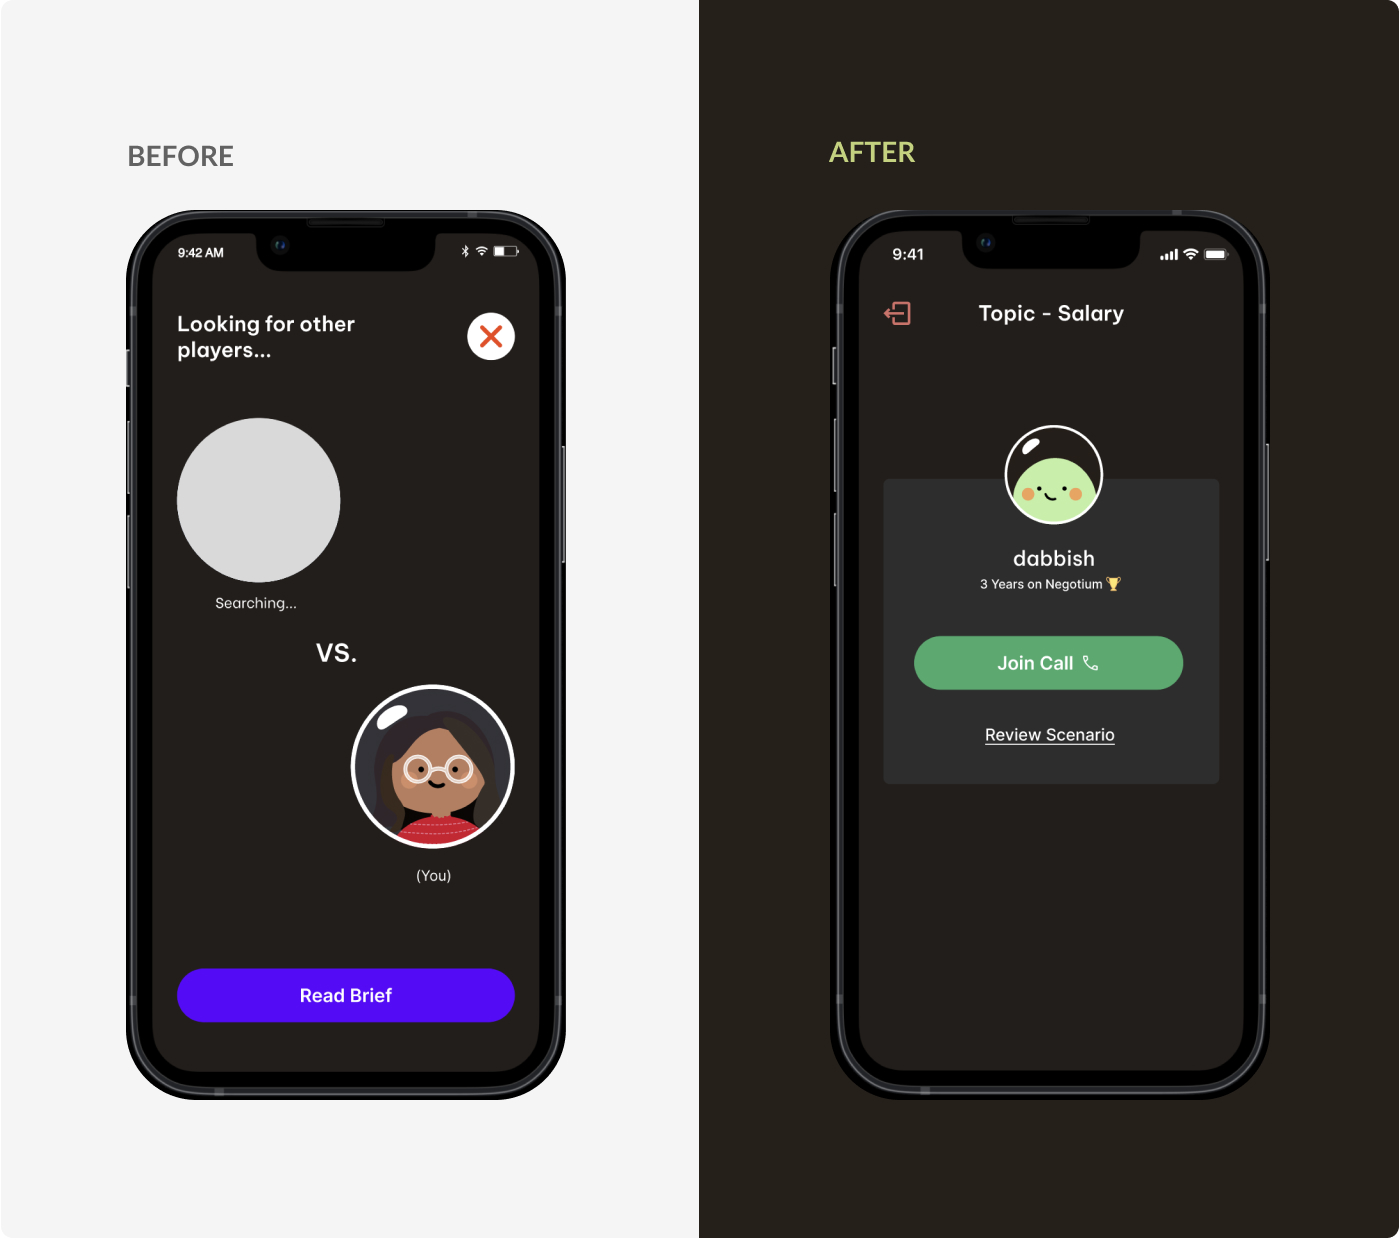 BEFORE
9:42 AM
Looking for other
players...
Searching...
VS.
(You)
Read Brief
AFTER
9:41
Topic - Salary
dabbish
3 Years on Negotium 🏆
Join Call
Review Scenario